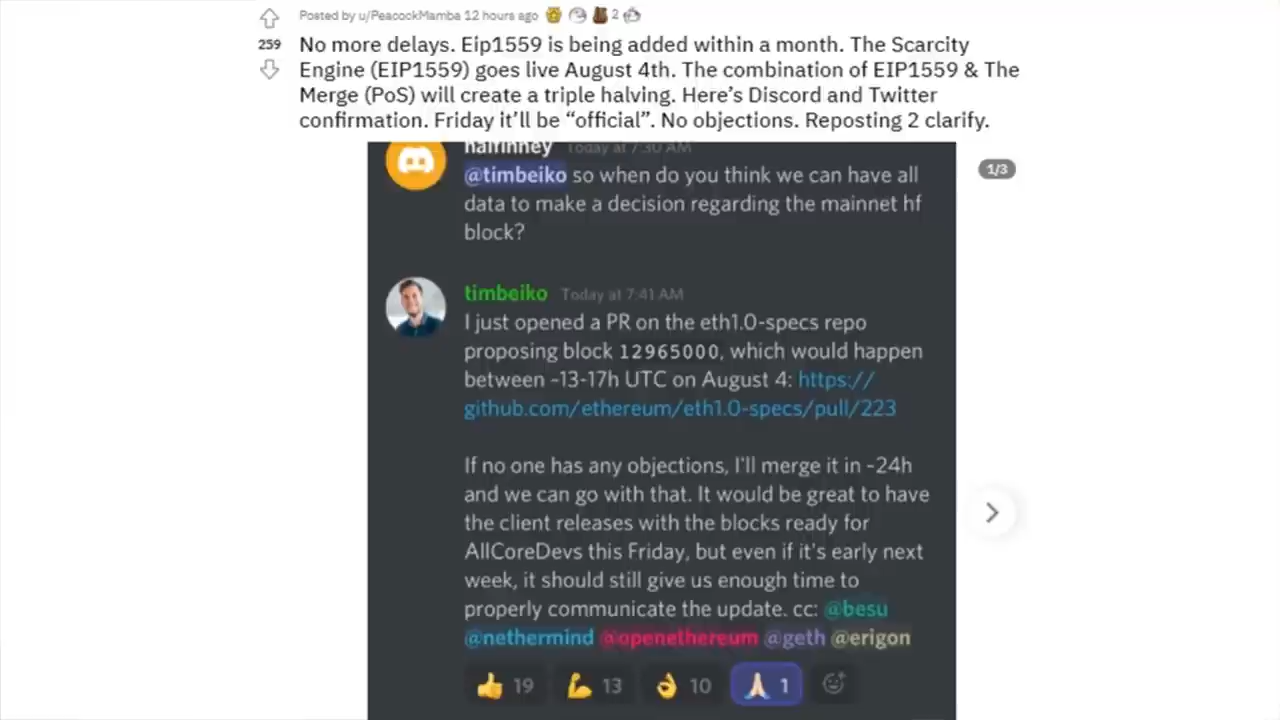 Posted by u/PeacockMamba 12 hours ago 2
259 No more delays. Eip1559 is being added within a month. The Scarcity
Engine (EIP1559) goes live August 4th. The combination of EIP1559 & The
Merge (PoS) will create a triple halving. Here's Discord and Twitter
confirmation. Friday it'll be “official”. No objections. Reposting 2 clarify.
1/3
halfinney Today at 7:30 AM
@timbeiko so when do you think we can have all
data to make a decision regarding the mainnet hf
block?
timbeiko Today at 7:41 AM
I just opened a PR on the eth1.0-specs repo
proposing block 12965000, which would happen
between ~13-17h UTC on August 4: https://
github.com/ethereum/eth1.0-specs/pull/223
If no one has any objections, I'll merge it in ~24h
and we can go with that. It would be great to have
the client releases with the blocks ready for
AllCoreDevs this Friday, but even if it's early next
week, it should still give us enough time to
properly communicate the update. cc: @besu
@nethermind @openethereum @geth @erigon
19 13 10 1